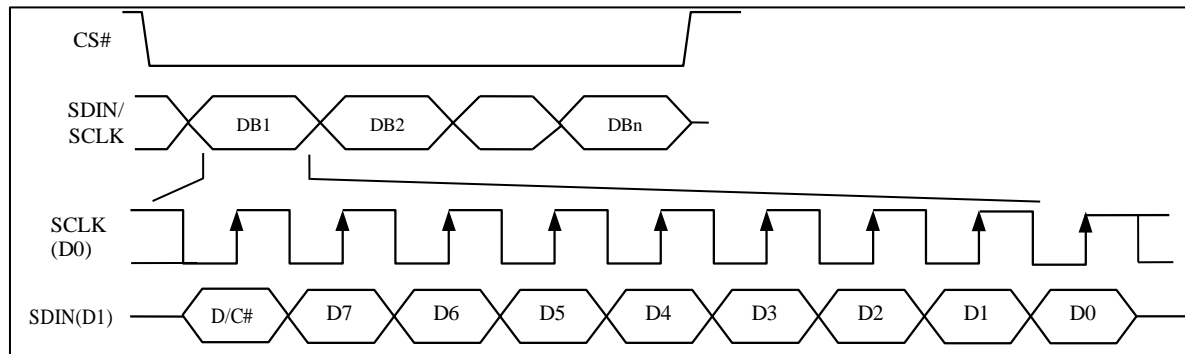 CS#
SDIN/
SCLK
DB1 DB2 DBn
SCLK
(D0)
SDIN(D1) D/C# D7 D6 D5 D4 D3 D2 D1 D0